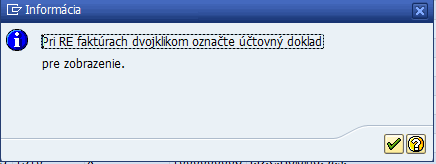 Informácia
Pri RE faktúrach dvojklikom označte účtovný doklad
pre zobrazenie.